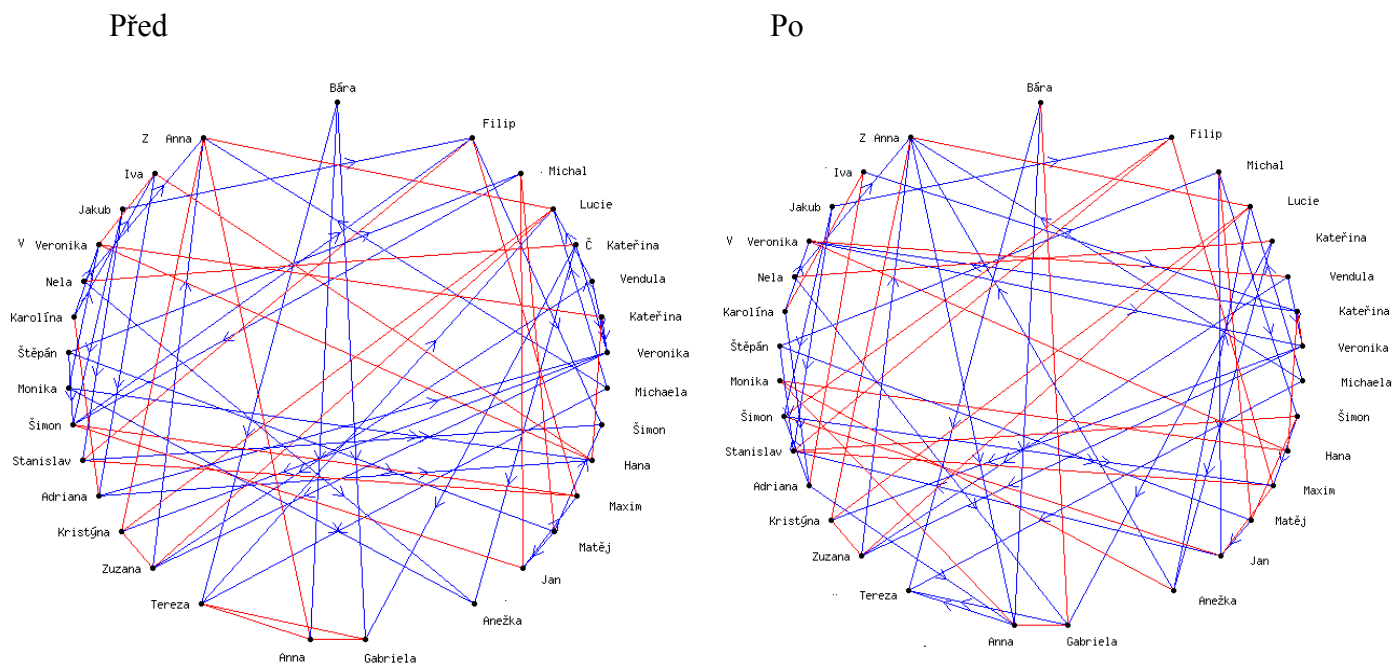 Před
Po
Bára
Filip
Michal
Lucie
Č Kateřina
Vendula
Kateřina
Veronika
Michaela
Šimon
Hana
Maxim
Matěj
Jan
Anežka
Gabriela
Anna
Tereza
Zuzana
Kristýna
Adriana
Stanislav
Šimon
Monika
Štěpán
Karolína
Nela
V Veronika
Jakub
Iva
Z Anna
Bára
Filip
Michal
Lucie
Kateřina
Vendula
Kateřina
Veronika
Michaela
Šimon
Hana
Maxim
Matěj
Jan
Anežka
Gabriela
Anna
Tereza
Zuzana
Kristýna
Adriana
Stanislav
Šimon
Monika
Štěpán
Karolína
Nela
V Veronika
Jakub
Iva
Z Anna